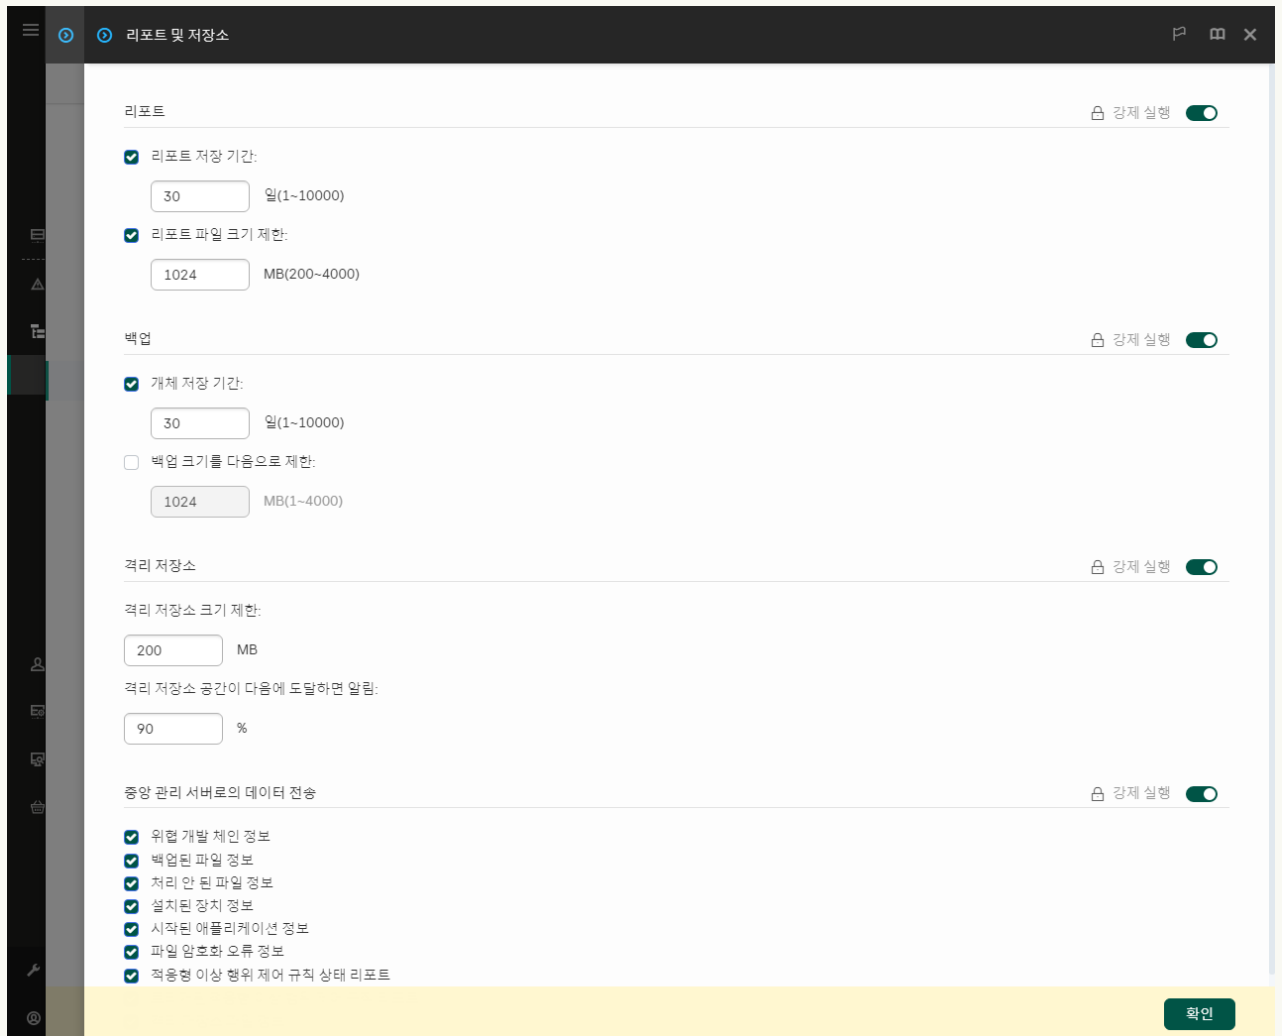 리포트 및 저장소
리포트 강제 실행
리포트 저장 기간:
30 일(1~10000)
리포트 파일 크기 제한:
1024 MB(200~4000)
백업 강제 실행
개체 저장 기간:
30 일(1~10000)
백업 크기를 다음으로 제한:
1024 MB(1~4000)
격리 저장소 강제 실행
격리 저장소 크기 제한:
200 MB
격리 저장소 공간이 다음에 도달하면 알림:
90 %
중앙 관리 서버로의 데이터 전송 강제 실행
위협 개발 체인 정보
백업된 파일 정보
처리 안 된 파일 정보
설치된 장치 정보
시작된 애플리케이션 정보
파일 암호화 오류 정보
적응형 이상 행위 제어 규칙 상태 리포트
확인